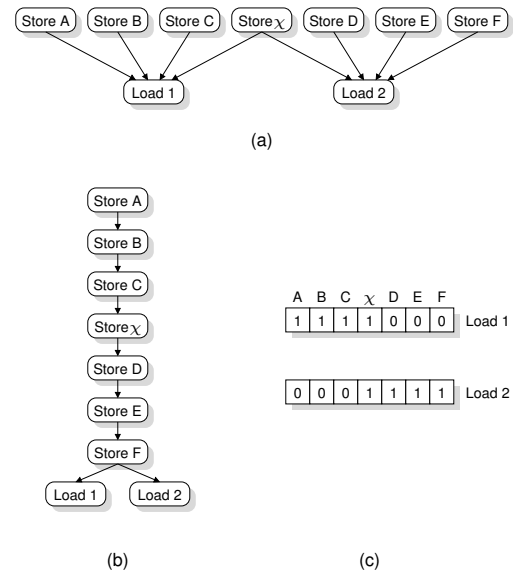 Store A Store B Store C Storeχ Store D Store E Store F
Load 1 Load 2
(a)
Store A
Store B
Store C
Storeχ
Store D
Store E
Store F
Load 1 Load 2
(b)
A B C χ D E F
1 1 1 1 0 0 0 Load 1
0 0 0 1 1 1 1 Load 2
(c)